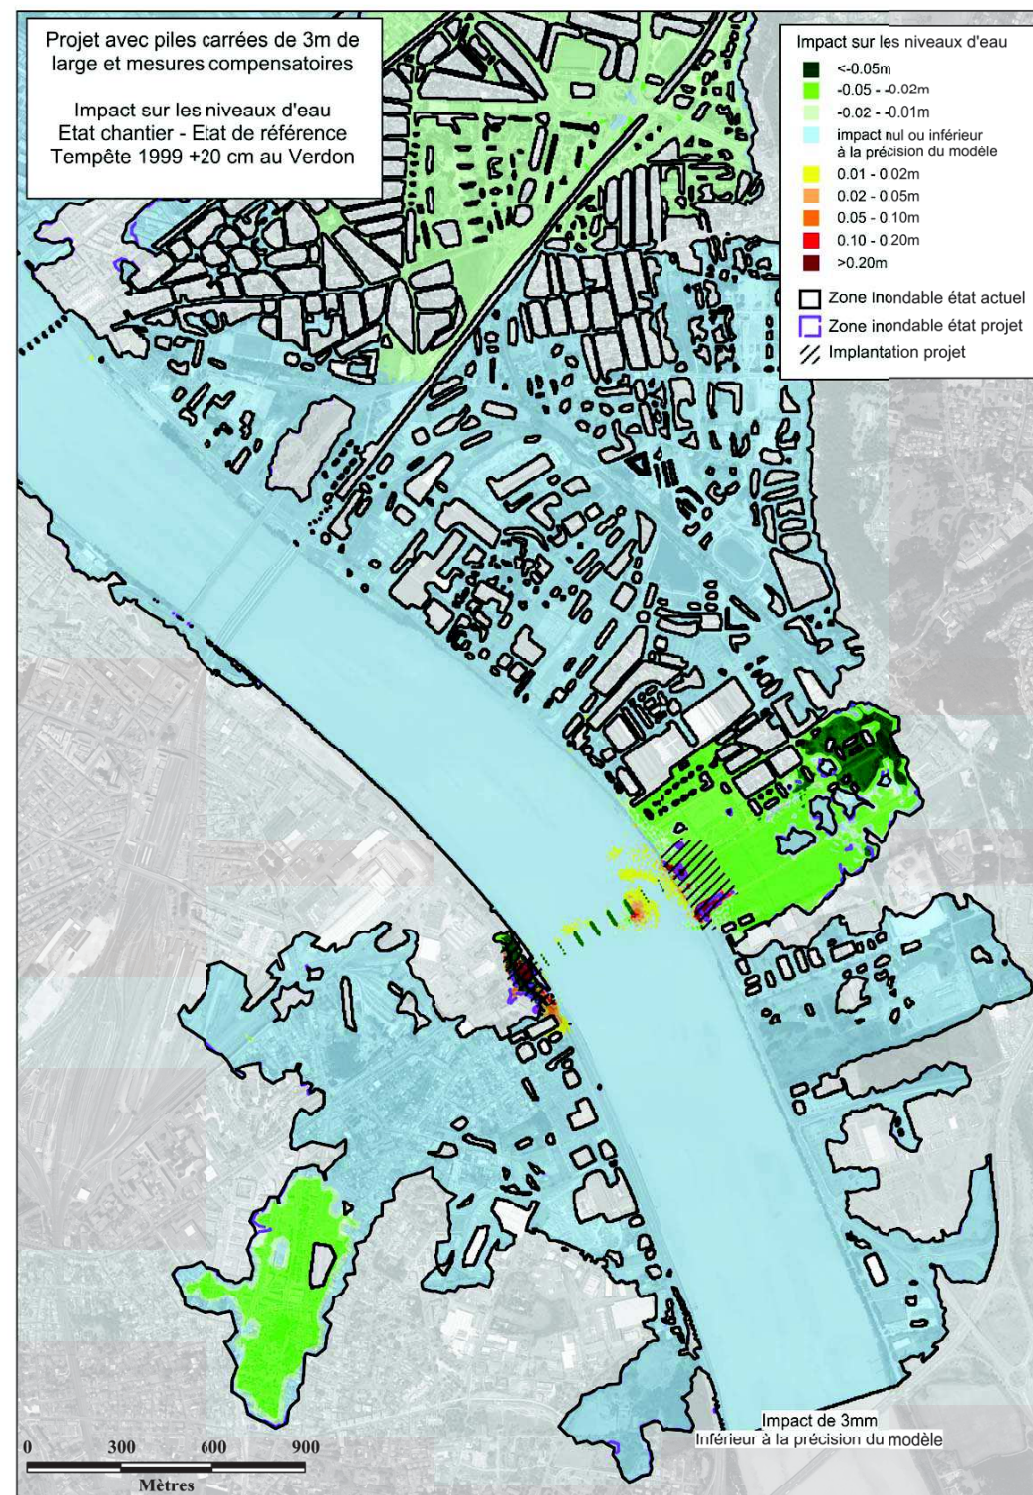 Projet avec piles carrées de 3m de
large et mesures compensatoires
Impact sur les niveaux d'eau
Etat chantier - Etat de référence
Tempête 1999 +20 cm au Verdon
Impact sur les niveaux d'eau
<-0.05m
-0.05 - -0.02m
-0.02 - -0.01m
impact nul ou inférieur
à la précision du modèle
0.01 - 0.02m
0.02 - 0.05m
0.05 - 0.10m
0.10 - 0.20m
>0.20m
Zone inondable état actuel
Zone inondable état projet
Implantation projet
Impact de 3mm
Inférieur à la précision du modèle
0 300 600 900
Mètres